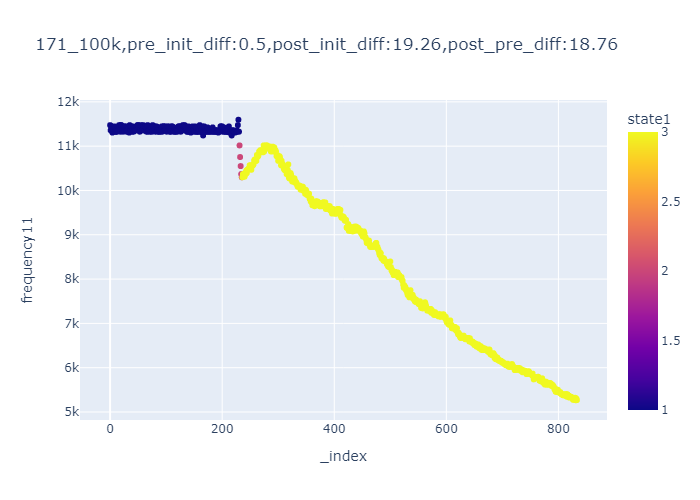 171_100k,pre_init_diff:0.5,post_init_diff:19.26,post_pre_diff:18.76
state1
12k
11k
10k
9k
8k
7k
6k
5k
frequency11
0
200
400
600
800
_index
3
2.5
2
1.5
1